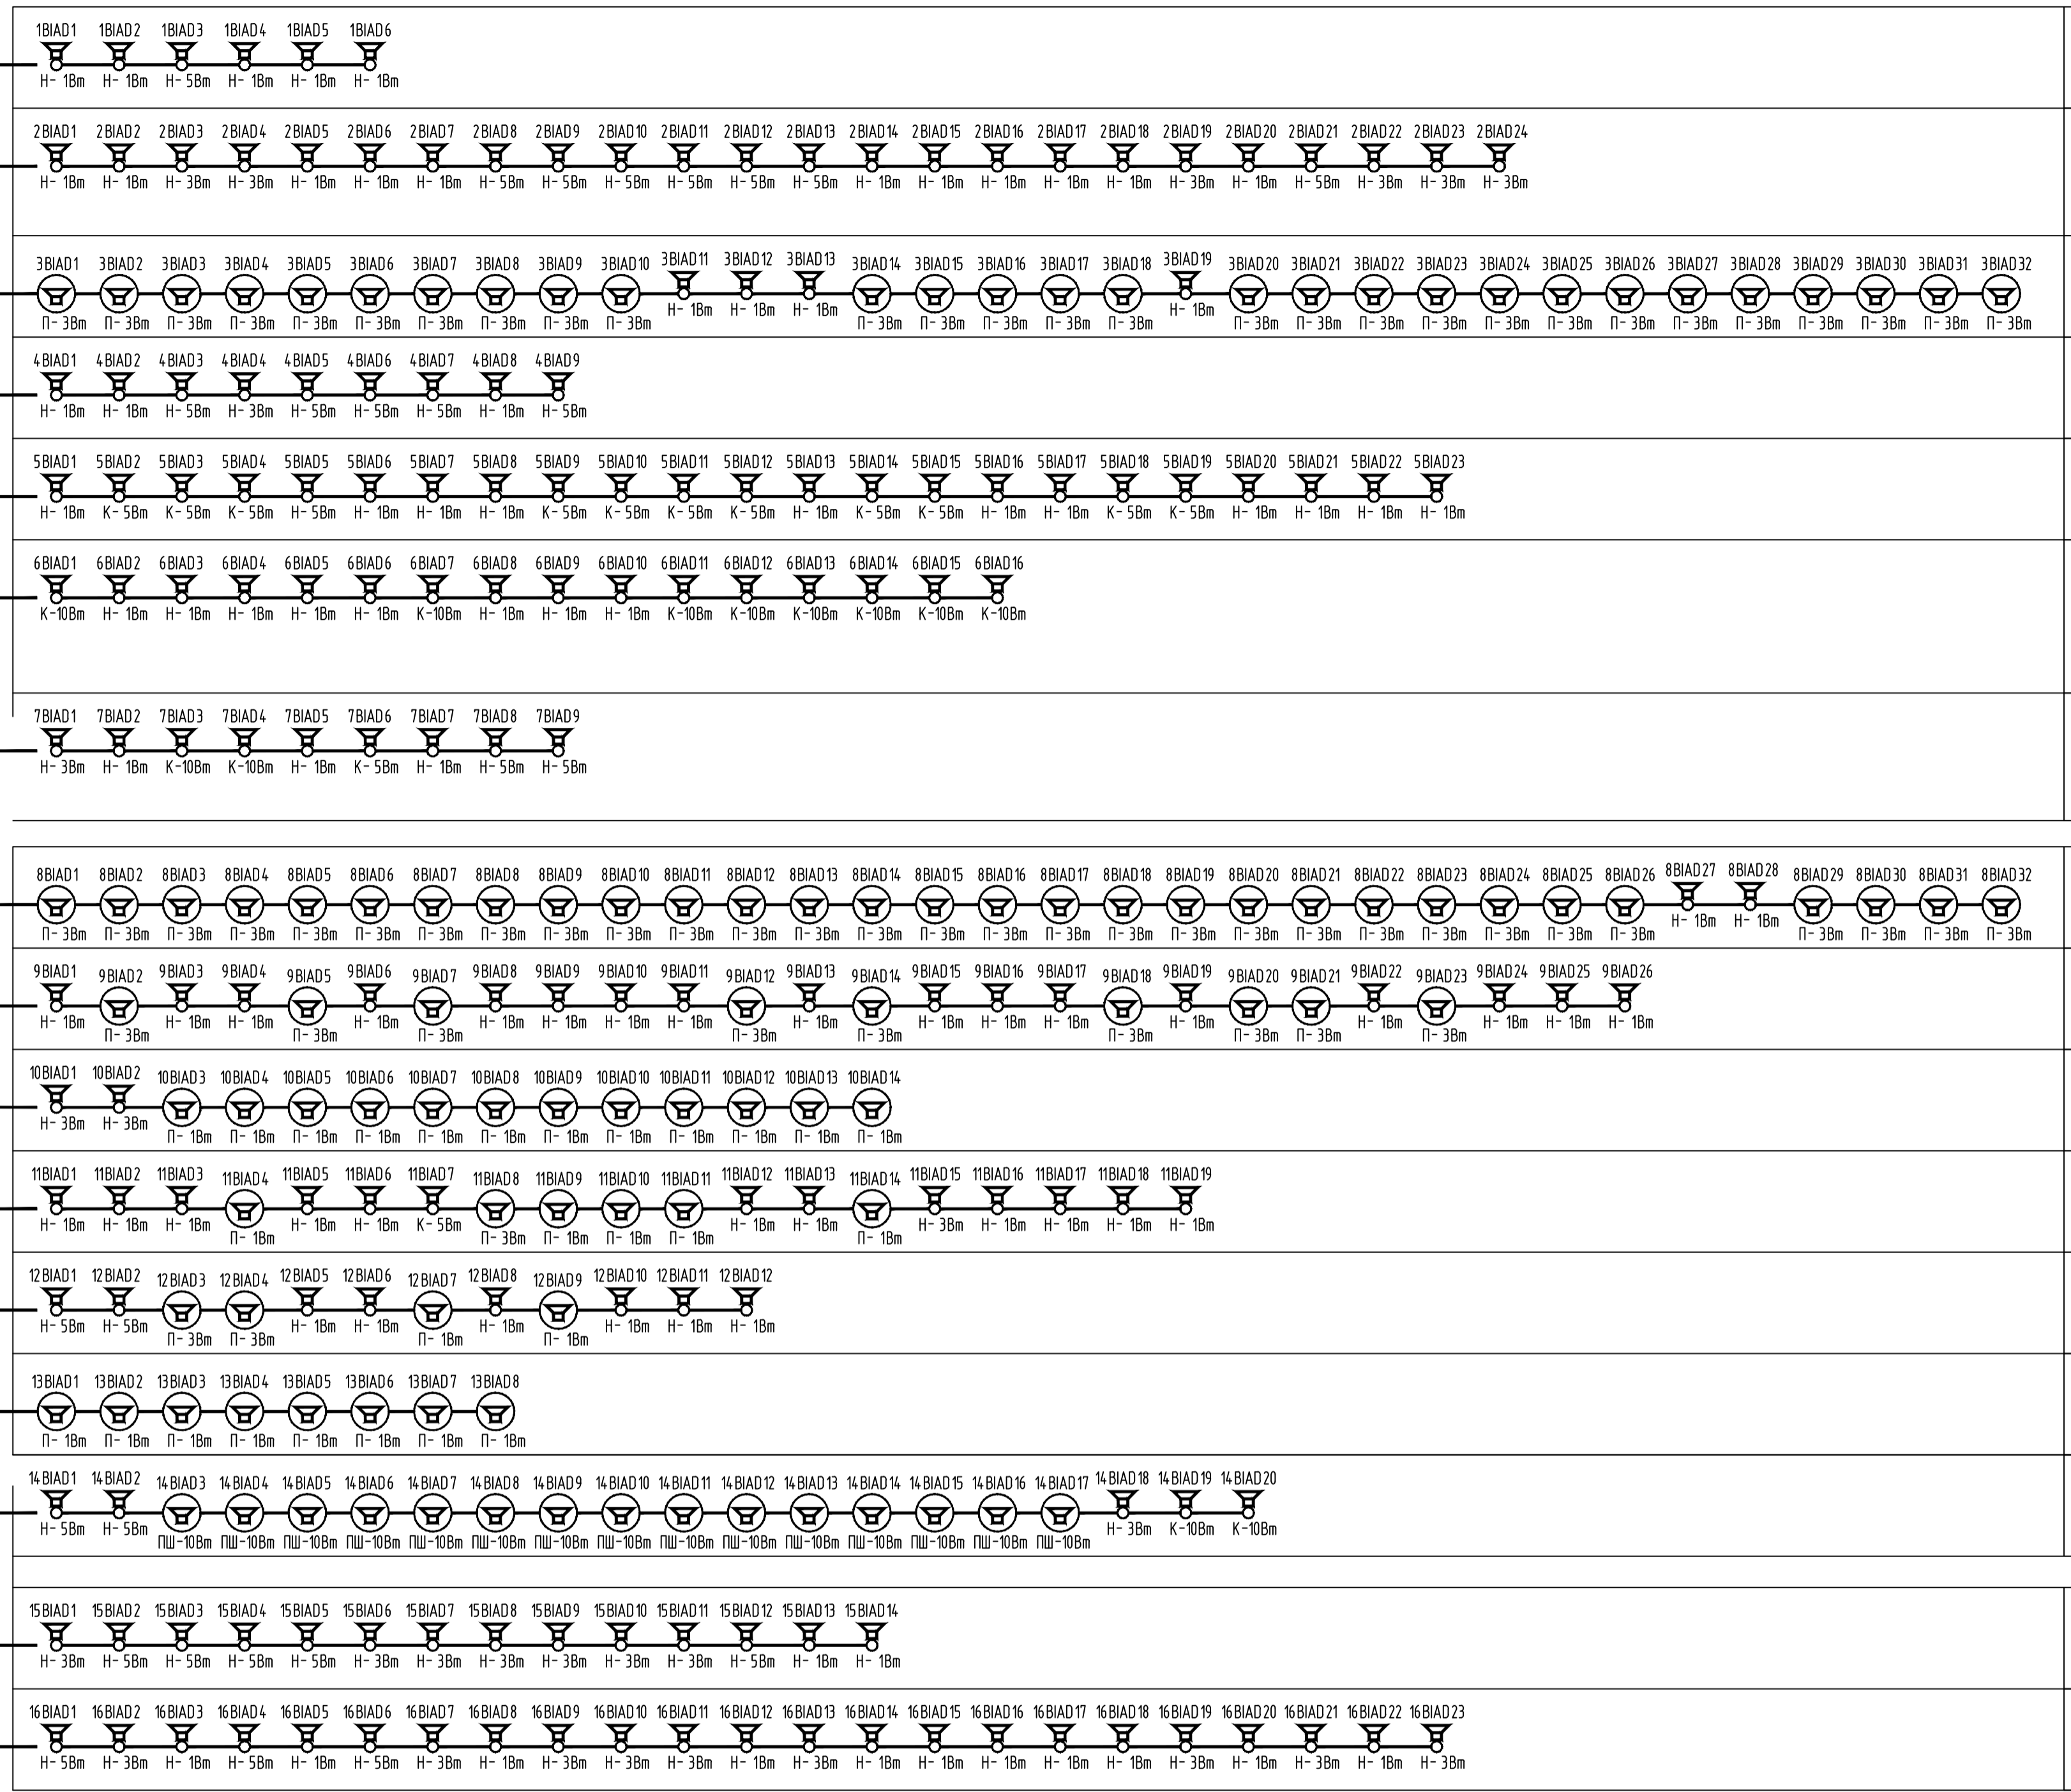 1BIAD1 1BIAD2 1BIAD3 1BIAD4 1BIAD5 1BIAD6
Н- 1Вт Н- 1Вт Н- 5Вт Н- 1Вт Н- 1Вт Н- 1Вт
2BIAD1 2BIAD2 2BIAD3 2BIAD4 2BIAD5 2BIAD6 2BIAD7 2BIAD8 2BIAD9 2BIAD10 2BIAD11 2BIAD12 2BIAD13 2BIAD14 2BIAD15 2BIAD16 2BIAD17 2BIAD18 2BIAD19 2BIAD20 2BIAD21 2BIAD22 2BIAD23 2BIAD24
Н- 1Вт Н- 1Вт Н- 3Вт Н- 3Вт Н- 1Вт Н- 1Вт Н- 1Вт Н- 5Вт Н- 5Вт Н- 5Вт Н- 5Вт Н- 5Вт Н- 5Вт Н- 1Вт Н- 1Вт Н- 1Вт Н- 1Вт Н- 1Вт Н- 3Вт Н- 1Вт Н- 5Вт Н- 3Вт Н- 3Вт Н- 3Вт
3BIAD1 3BIAD2 3BIAD3 3BIAD4 3BIAD5 3BIAD6 3BIAD7 3BIAD8 3BIAD9 3BIAD10 3BIAD11 3BIAD12 3BIAD13 3BIAD14 3BIAD15 3BIAD16 3BIAD17 3BIAD18 3BIAD19 3BIAD20 3BIAD21 3BIAD22 3BIAD23 3BIAD24 3BIAD25 3BIAD26 3BIAD27 3BIAD28 3BIAD29 3BIAD30 3BIAD31 3BIAD32
П- 3Вт П- 3Вт П- 3Вт П- 3Вт П- 3Вт П- 3Вт П- 3Вт П- 3Вт П- 3Вт П- 3Вт Н- 1Вт Н- 1Вт Н- 1Вт П- 3Вт П- 3Вт П- 3Вт П- 3Вт П- 3Вт Н- 1Вт П- 3Вт П- 3Вт П- 3Вт П- 3Вт П- 3Вт П- 3Вт П- 3Вт П- 3Вт П- 3Вт П- 3Вт П- 3Вт П- 3Вт П- 3Вт
4BIAD1 4BIAD2 4BIAD3 4BIAD4 4BIAD5 4BIAD6 4BIAD7 4BIAD8 4BIAD9
Н- 1Вт Н- 1Вт Н- 5Вт Н- 3Вт Н- 5Вт Н- 5Вт Н- 5Вт Н- 1Вт Н- 5Вт
5BIAD1 5BIAD2 5BIAD3 5BIAD4 5BIAD5 5BIAD6 5BIAD7 5BIAD8 5BIAD9 5BIAD10 5BIAD11 5BIAD12 5BIAD13 5BIAD14 5BIAD15 5BIAD16 5BIAD17 5BIAD18 5BIAD19 5BIAD20 5BIAD21 5BIAD22 5BIAD23
Н- 1Вт К- 5Вт К- 5Вт К- 5Вт Н- 5Вт Н- 1Вт Н- 1Вт Н- 1Вт К- 5Вт К- 5Вт К- 5Вт К- 5Вт Н- 1Вт К- 5Вт К- 5Вт Н- 1Вт Н- 1Вт К- 5Вт К- 5Вт Н- 1Вт Н- 1Вт Н- 1Вт Н- 1Вт
6BIAD1 6BIAD2 6BIAD3 6BIAD4 6BIAD5 6BIAD6 6BIAD7 6BIAD8 6BIAD9 6BIAD10 6BIAD11 6BIAD12 6BIAD13 6BIAD14 6BIAD15 6BIAD16
К-10Вт Н- 1Вт Н- 1Вт Н- 1Вт Н- 1Вт Н- 1Вт К-10Вт Н- 1Вт Н- 1Вт Н- 1Вт К-10Вт К-10Вт К-10Вт К-10Вт К-10Вт К-10Вт
7BIAD1 7BIAD2 7BIAD3 7BIAD4 7BIAD5 7BIAD6 7BIAD7 7BIAD8 7BIAD9
Н- 3Вт Н- 1Вт К-10Вт К-10Вт Н- 1Вт К- 5Вт Н- 1Вт Н- 5Вт Н- 5Вт
8BIAD1 8BIAD2 8BIAD3 8BIAD4 8BIAD5 8BIAD6 8BIAD7 8BIAD8 8BIAD9 8BIAD10 8BIAD11 8BIAD12 8BIAD13 8BIAD14 8BIAD15 8BIAD16 8BIAD17 8BIAD18 8BIAD19 8BIAD20 8BIAD21 8BIAD22 8BIAD23 8BIAD24 8BIAD25 8BIAD26 8BIAD27 8BIAD28 8BIAD29 8BIAD30 8BIAD31 8BIAD32
П- 3Вт П- 3Вт П- 3Вт П- 3Вт П- 3Вт П- 3Вт П- 3Вт П- 3Вт П- 3Вт П- 3Вт П- 3Вт П- 3Вт П- 3Вт П- 3Вт П- 3Вт П- 3Вт П- 3Вт П- 3Вт П- 3Вт П- 3Вт П- 3Вт П- 3Вт П- 3Вт П- 3Вт П- 3Вт П- 3Вт Н- 1Вт Н- 1Вт П- 3Вт П- 3Вт П- 3Вт П- 3Вт
9BIAD1 9BIAD2 9BIAD3 9BIAD4 9BIAD5 9BIAD6 9BIAD7 9BIAD8 9BIAD9 9BIAD10 9BIAD11 9BIAD12 9BIAD13 9BIAD14 9BIAD15 9BIAD16 9BIAD17 9BIAD18 9BIAD19 9BIAD20 9BIAD21 9BIAD22 9BIAD23 9BIAD24 9BIAD25 9BIAD26
Н- 1Вт П- 3Вт Н- 1Вт Н- 1Вт П- 3Вт Н- 1Вт П- 3Вт Н- 1Вт Н- 1Вт Н- 1Вт Н- 1Вт П- 3Вт Н- 1Вт П- 3Вт Н- 1Вт Н- 1Вт Н- 1Вт П- 3Вт Н- 1Вт П- 3Вт П- 3Вт Н- 1Вт П- 3Вт Н- 1Вт Н- 1Вт Н- 1Вт
10BIAD1 10BIAD2 10BIAD3 10BIAD4 10BIAD5 10BIAD6 10BIAD7 10BIAD8 10BIAD9 10BIAD10 10BIAD11 10BIAD12 10BIAD13 10BIAD14
Н- 3Вт Н- 3Вт П- 1Вт П- 1Вт П- 1Вт П- 1Вт П- 1Вт П- 1Вт П- 1Вт П- 1Вт П- 1Вт П- 1Вт П- 1Вт П- 1Вт
11BIAD1 11BIAD2 11BIAD3 11BIAD4 11BIAD5 11BIAD6 11BIAD7 11BIAD8 11BIAD9 11BIAD10 11BIAD11 11BIAD12 11BIAD13 11BIAD14 11BIAD15 11BIAD16 11BIAD17 11BIAD18 11BIAD19
Н- 1Вт Н- 1Вт Н- 1Вт П- 1Вт Н- 1Вт Н- 1Вт К- 5Вт П- 3Вт П- 1Вт П- 1Вт П- 1Вт Н- 1Вт Н- 1Вт П- 1Вт Н- 3Вт Н- 1Вт Н- 1Вт Н- 1Вт Н- 1Вт
12BIAD1 12BIAD2 12BIAD3 12BIAD4 12BIAD5 12BIAD6 12BIAD7 12BIAD8 12BIAD9 12BIAD10 12BIAD11 12BIAD12
Н- 5Вт Н- 5Вт П- 3Вт П- 3Вт Н- 1Вт Н- 1Вт П- 1Вт Н- 1Вт П- 1Вт Н- 1Вт Н- 1Вт Н- 1Вт
13BIAD1 13BIAD2 13BIAD3 13BIAD4 13BIAD5 13BIAD6 13BIAD7 13BIAD8
П- 1Вт П- 1Вт П- 1Вт П- 1Вт П- 1Вт П- 1Вт П- 1Вт П- 1Вт
14BIAD1 14BIAD2 14BIAD3 14BIAD4 14BIAD5 14BIAD6 14BIAD7 14BIAD8 14BIAD9 14BIAD10 14BIAD11 14BIAD12 14BIAD13 14BIAD14 14BIAD15 14BIAD16 14BIAD17 14BIAD18 14BIAD19 14BIAD20
Н- 5Вт Н- 5Вт ПШ-10Вт ПШ-10Вт ПШ-10Вт ПШ-10Вт ПШ-10Вт ПШ-10Вт ПШ-10Вт ПШ-10Вт ПШ-10Вт ПШ-10Вт ПШ-10Вт ПШ-10Вт ПШ-10Вт ПШ-10Вт ПШ-10Вт Н- 3Вт К-10Вт К-10Вт
15BIAD1 15BIAD2 15BIAD3 15BIAD4 15BIAD5 15BIAD6 15BIAD7 15BIAD8 15BIAD9 15BIAD10 15BIAD11 15BIAD12 15BIAD13 15BIAD14
Н- 3Вт Н- 5Вт Н- 5Вт Н- 5Вт Н- 5Вт Н- 3Вт Н- 3Вт Н- 3Вт Н- 3Вт Н- 3Вт Н- 3Вт Н- 5Вт Н- 1Вт Н- 1Вт
16BIAD1 16BIAD2 16BIAD3 16BIAD4 16BIAD5 16BIAD6 16BIAD7 16BIAD8 16BIAD9 16BIAD10 16BIAD11 16BIAD12 16BIAD13 16BIAD14 16BIAD15 16BIAD16 16BIAD17 16BIAD18 16BIAD19 16BIAD20 16BIAD21 16BIAD22 16BIAD23
Н- 5Вт Н- 3Вт Н- 1Вт Н- 5Вт Н- 1Вт Н- 5Вт Н- 3Вт Н- 1Вт Н- 3Вт Н- 3Вт Н- 3Вт Н- 1Вт Н- 3Вт Н- 1Вт Н- 1Вт Н- 1Вт Н- 1Вт Н- 1Вт Н- 3Вт Н- 1Вт Н- 3Вт Н- 1Вт Н- 3Вт